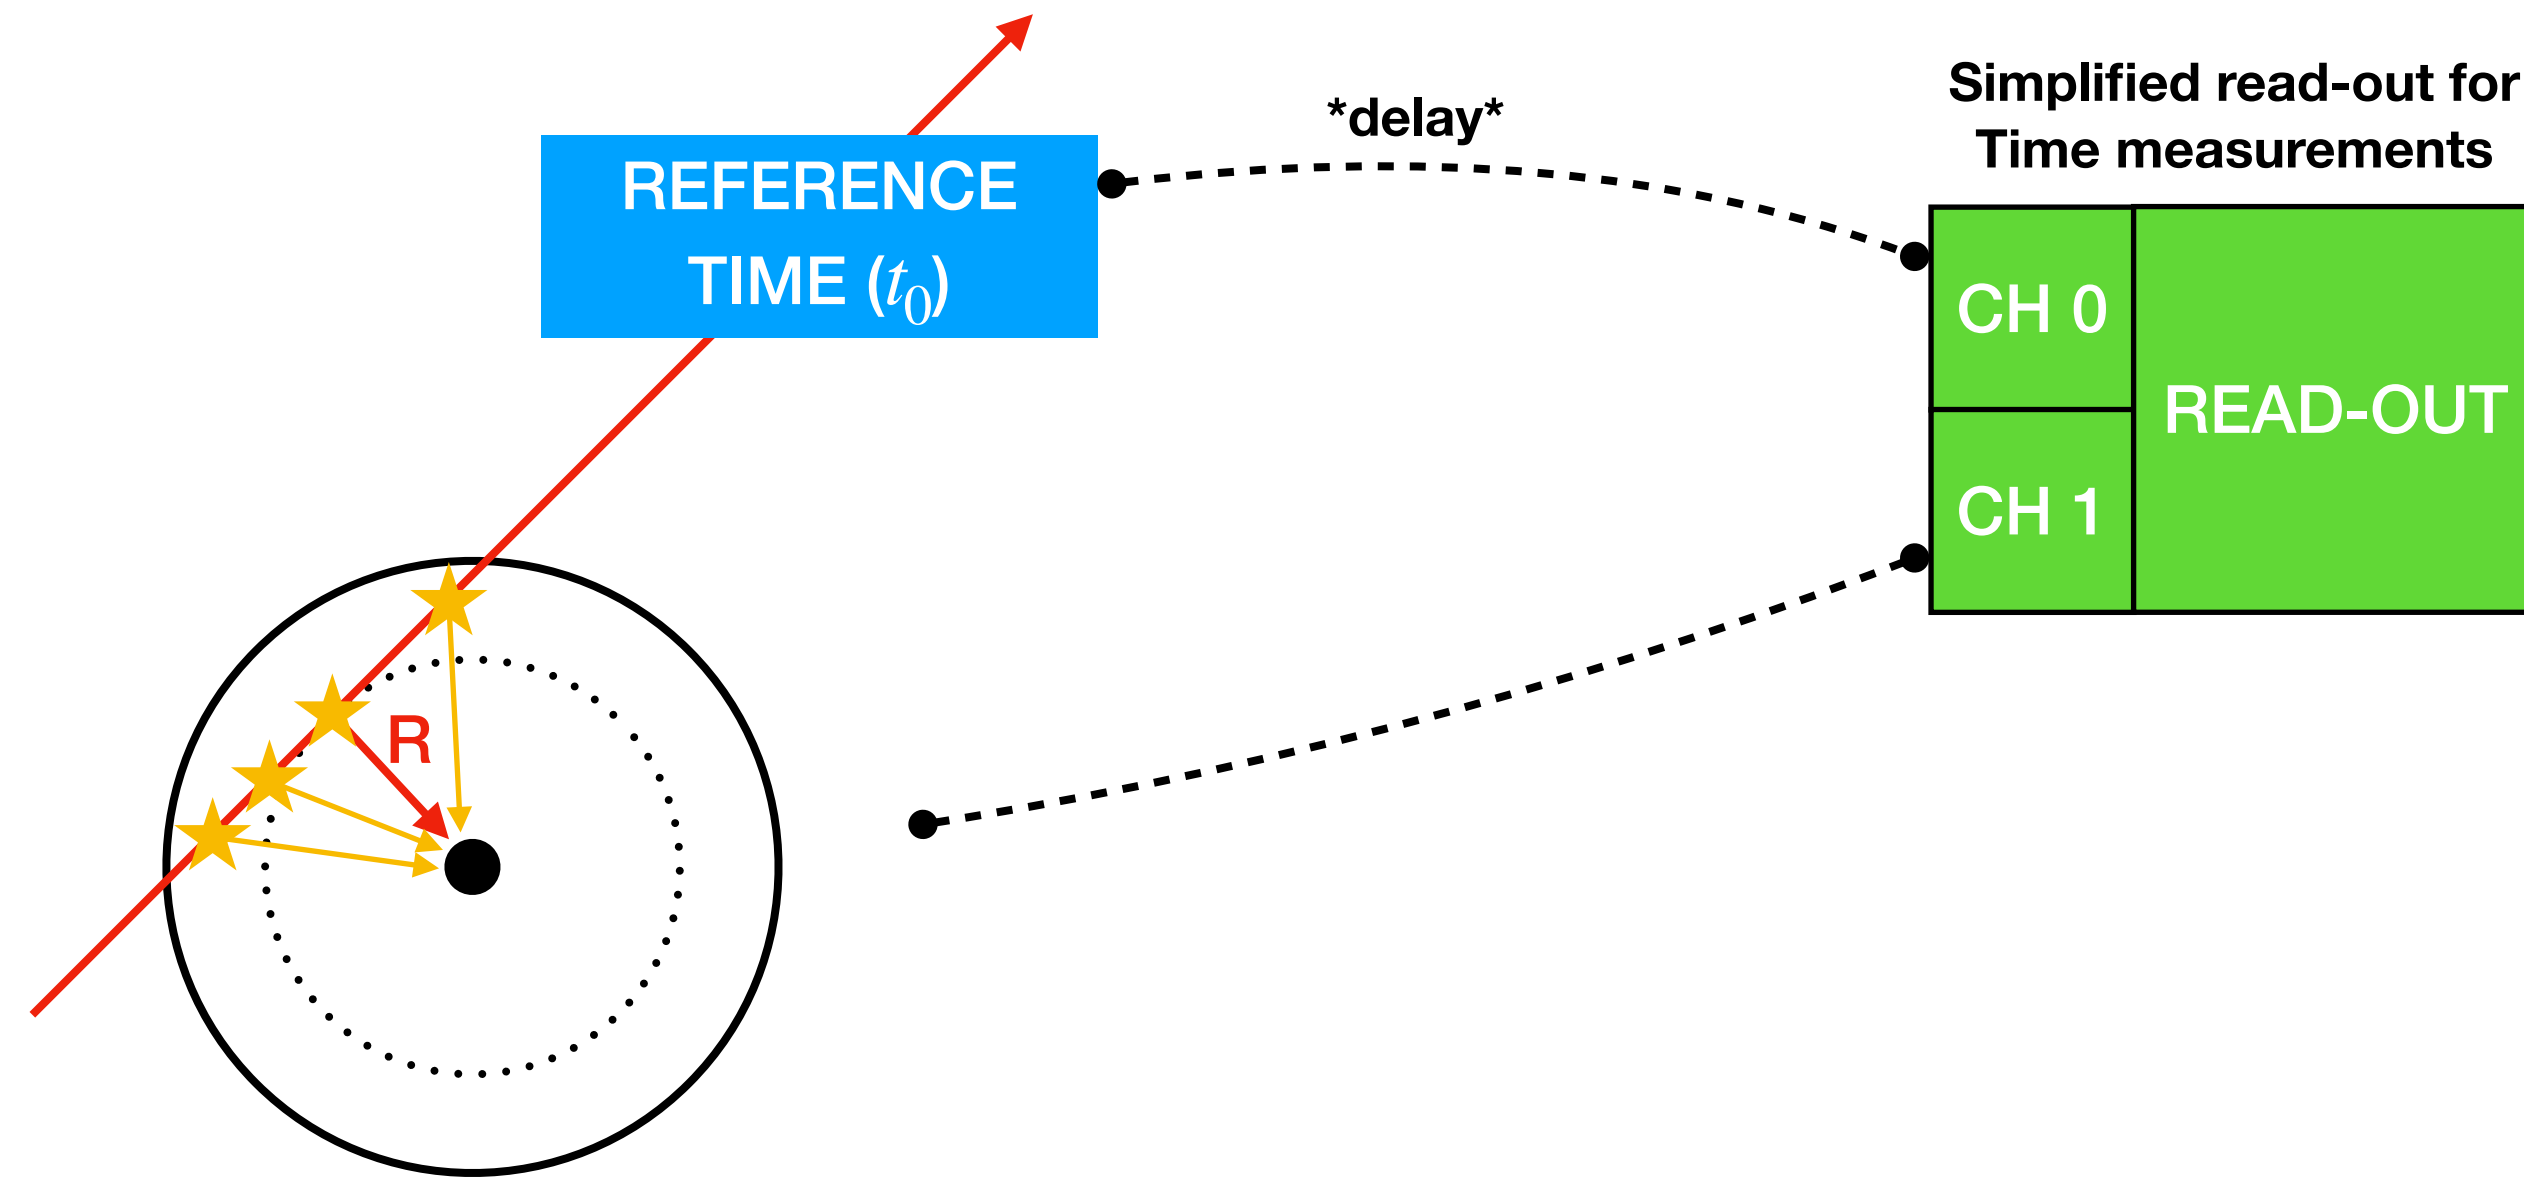 *delay*
Simplified read-out for
Time measurements
REFERENCE
TIME (t₀)
CH 0
CH 1
READ-OUT
R